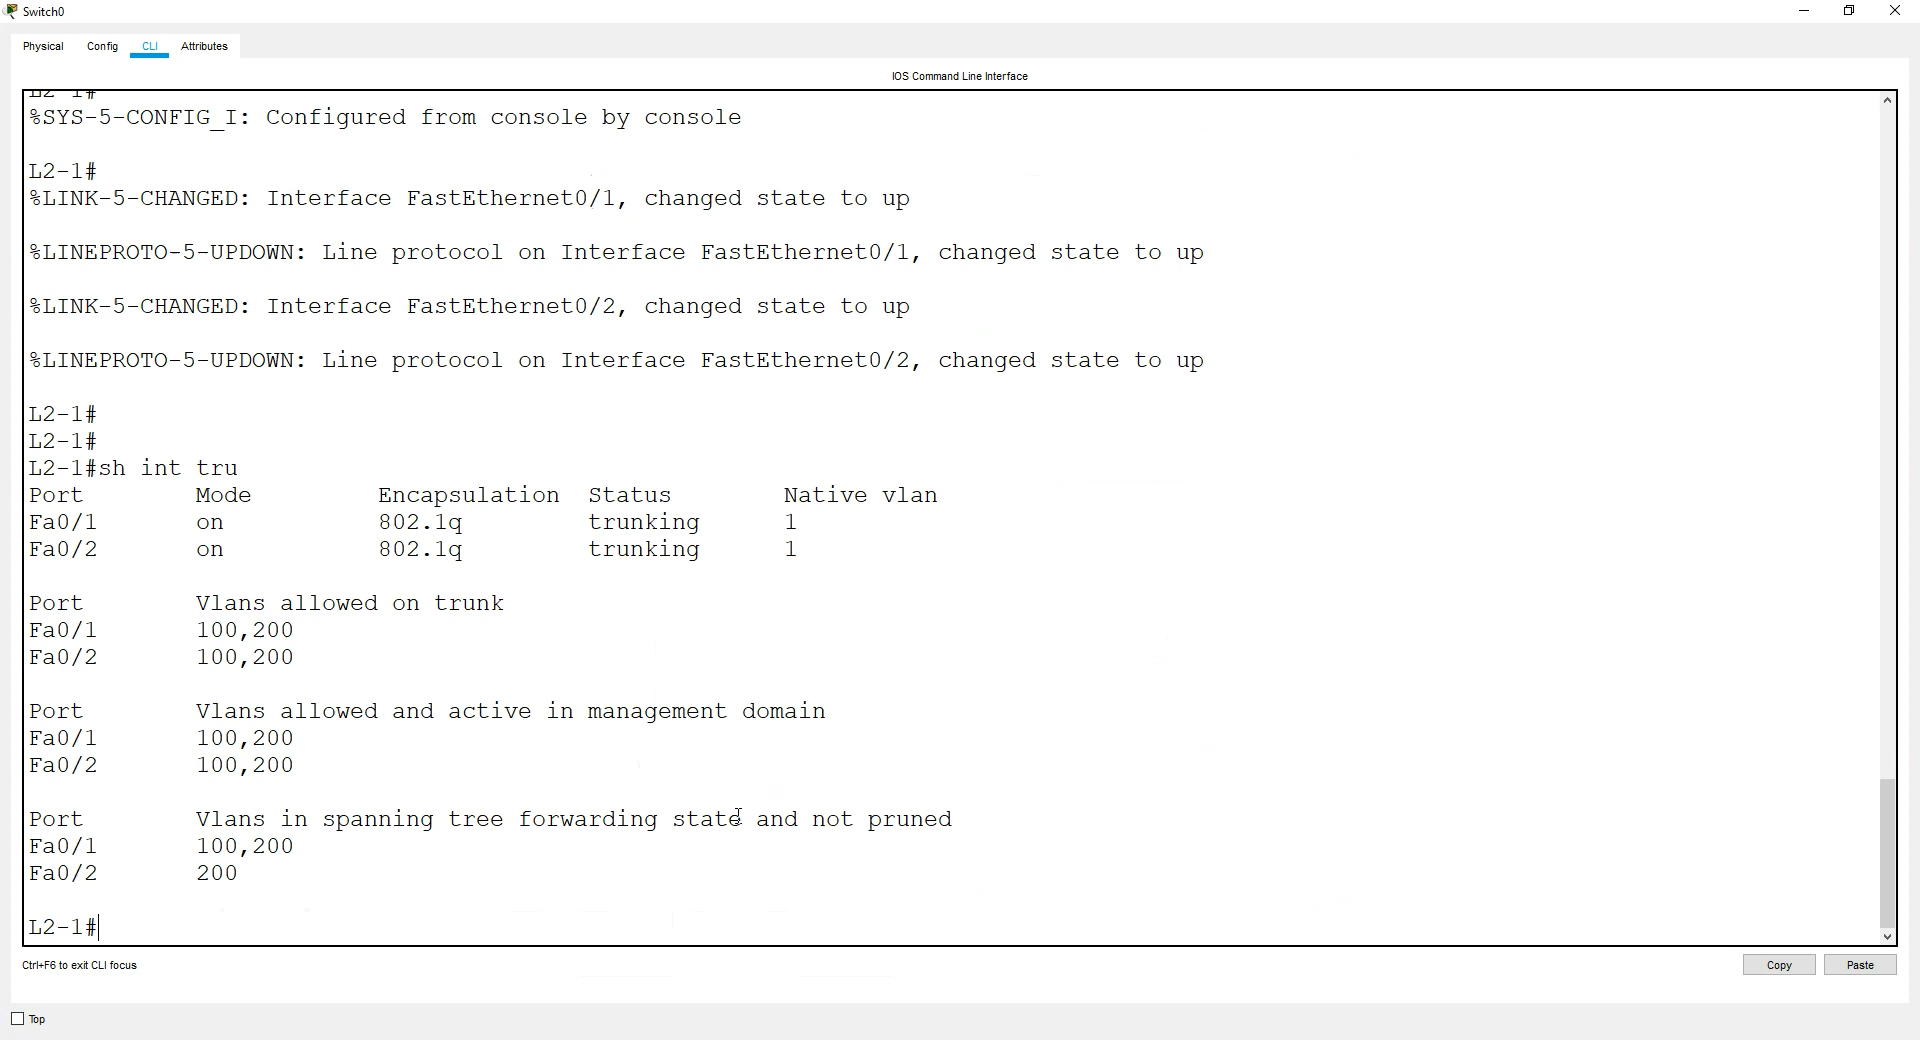 Switch0
Physical Config CLI Attributes
IOS Command Line Interface
L2-1#
%SYS-5-CONFIG_I: Configured from console by console
L2-1#
%LINK-5-CHANGED: Interface FastEthernet0/1, changed state to up
%LINEPROTO-5-UPDOWN: Line protocol on Interface FastEthernet0/1, changed state to up
%LINK-5-CHANGED: Interface FastEthernet0/2, changed state to up
%LINEPROTO-5-UPDOWN: Line protocol on Interface FastEthernet0/2, changed state to up
L2-1#
L2-1#
L2-1#sh int tru
Port Mode Encapsulation Status Native vlan
Fa0/1 on 802.1q trunking 1
Fa0/2 on 802.1q trunking 1
Port Vlans allowed on trunk
Fa0/1 100,200
Fa0/2 100,200
Port Vlans allowed and active in management domain
Fa0/1 100,200
Fa0/2 100,200
Port Vlans in spanning tree forwarding state and not pruned
Fa0/1 100,200
Fa0/2 200
L2-1#
Ctrl+F6 to exit CLI focus
Copy Paste
Top